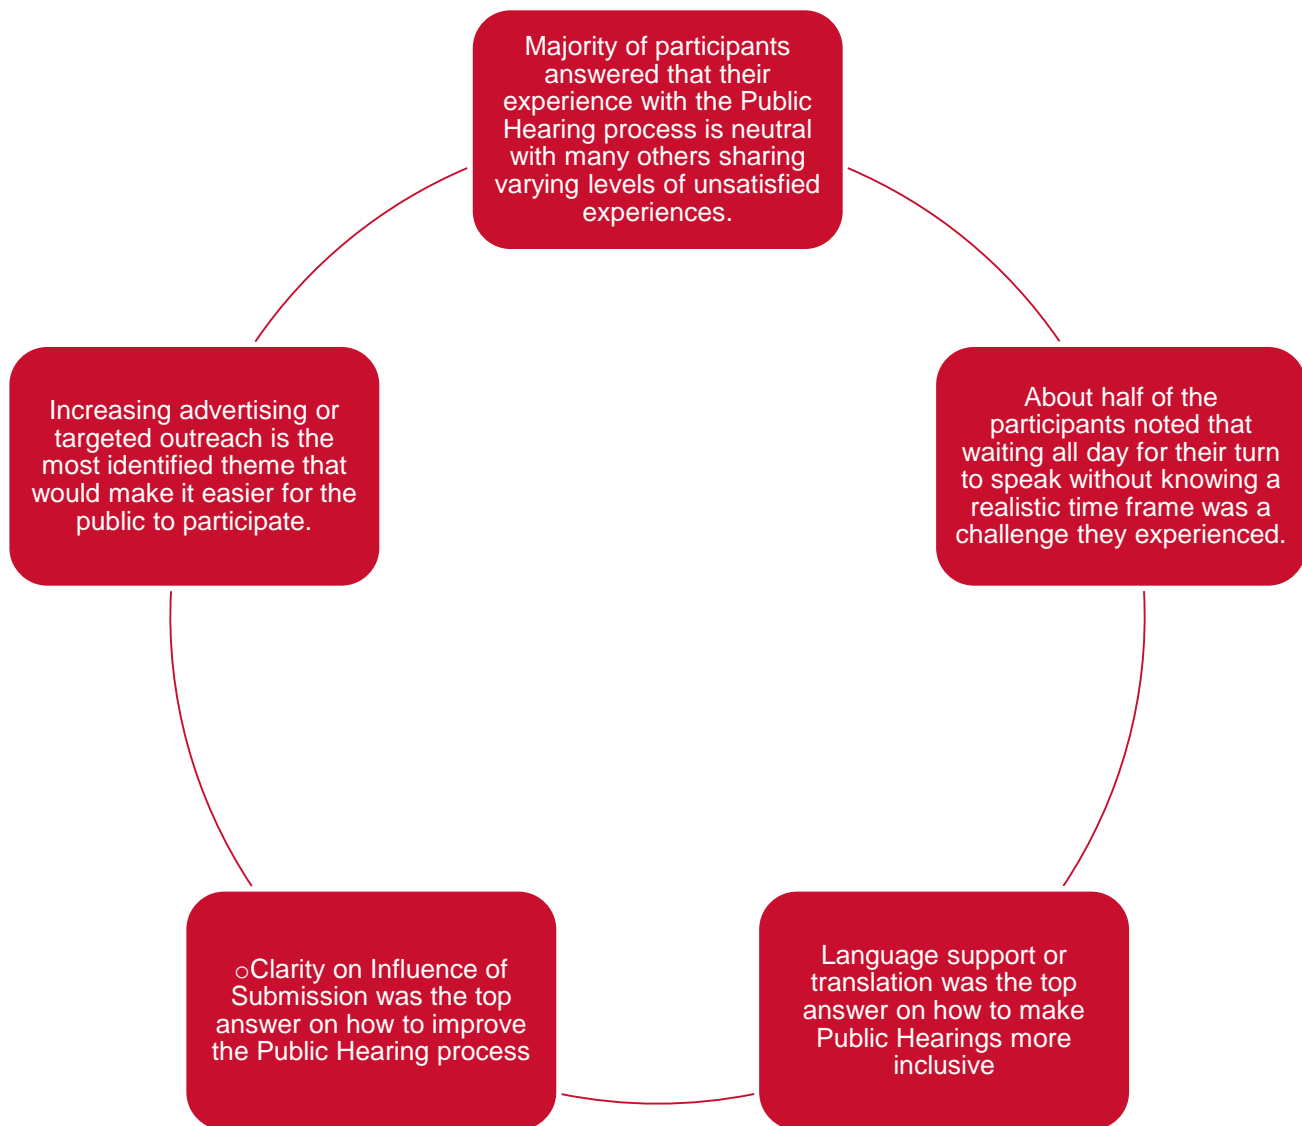 Majority of participants
answered that their
experience with the Public
Hearing process is neutral
with many others sharing
varying levels of unsatisfied
experiences.
About half of the
participants noted that
waiting all day for their turn
to speak without knowing a
realistic time frame was a
challenge they experienced.
Language support or
translation was the top
answer on how to make
Public Hearings more
inclusive
○Clarity on Influence of
Submission was the top
answer on how to improve
the Public Hearing process
Increasing advertising or
targeted outreach is the
most identified theme that
would make it easier for the
public to participate.